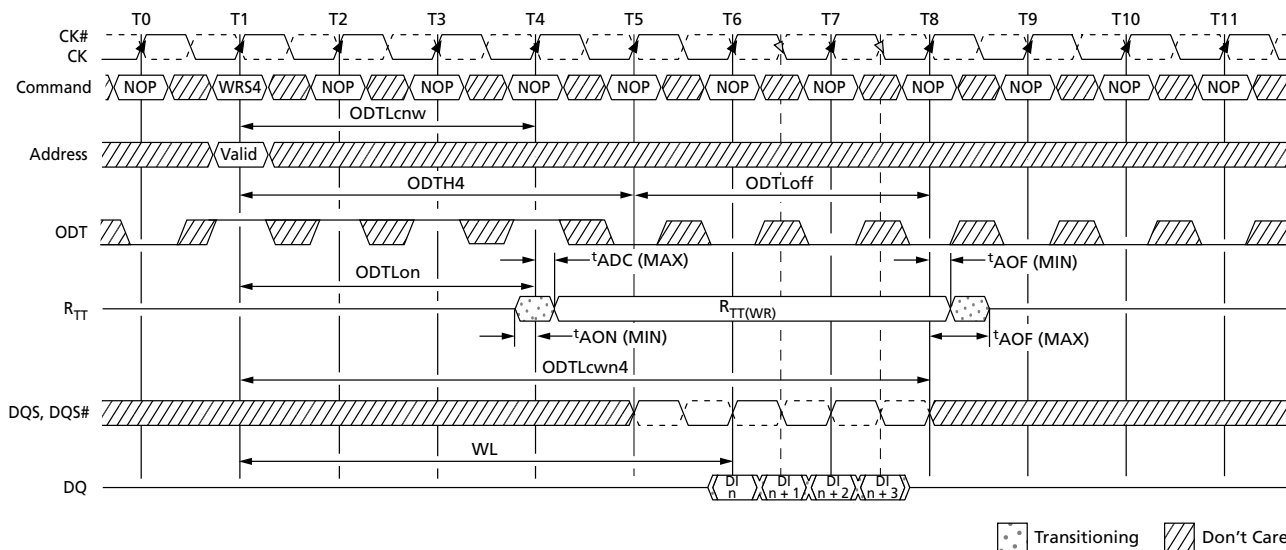 T0 T1 T2 T3 T4 T5 T6 T7 T8 T9 T10 T11
CK#
CK
Command NOP WRS4 NOP NOP NOP NOP NOP NOP NOP NOP NOP NOP
ODTLcnw
Address Valid
ODTH4 ODTLoff
ODT
tADC (MAX) tAOF (MIN)
ODTLon
RTT RTT(WR)
tAON (MIN) tAOF (MAX)
ODTLcwn4
DQS, DQS#
WL
DQ DI n DI n + 1 DI n + 2 DI n + 3
Transitioning Don't Care